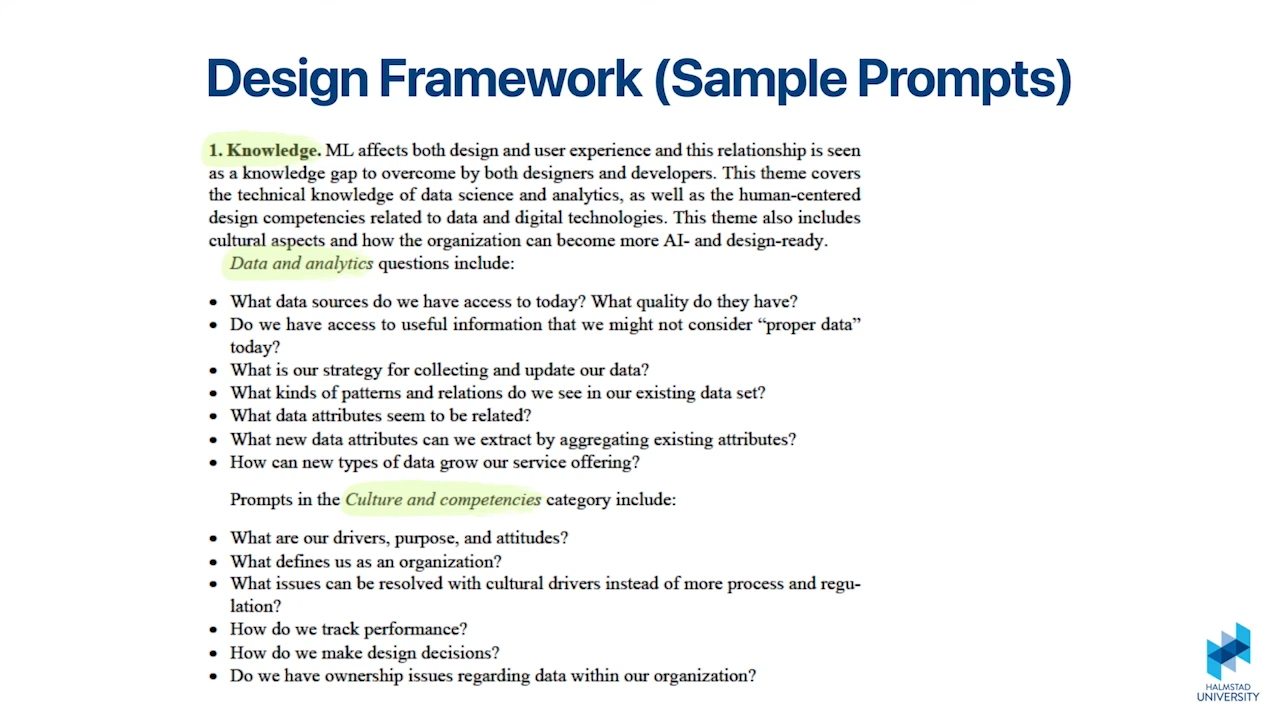 Design Framework (Sample Prompts)
1. Knowledge. ML affects both design and user experience and this relationship is seen
as a knowledge gap to overcome by both designers and developers. This theme covers
the technical knowledge of data science and analytics, as well as the human-centered
design competencies related to data and digital technologies. This theme also includes
cultural aspects and how the organization can become more AI- and design-ready.
Data and analytics questions include:
• What data sources do we have access to today? What quality do they have?
• Do we have access to useful information that we might not consider “proper data”
today?
• What is our strategy for collecting and update our data?
• What kinds of patterns and relations do we see in our existing data set?
• What data attributes seem to be related?
• What new data attributes can we extract by aggregating existing attributes?
• How can new types of data grow our service offering?
Prompts in the Culture and competencies category include:
• What are our drivers, purpose, and attitudes?
• What defines us as an organization?
• What issues can be resolved with cultural drivers instead of more process and regu-
lation?
• How do we track performance?
• How do we make design decisions?
• Do we have ownership issues regarding data within our organization?
HALMSTAD
UNIVERSITY